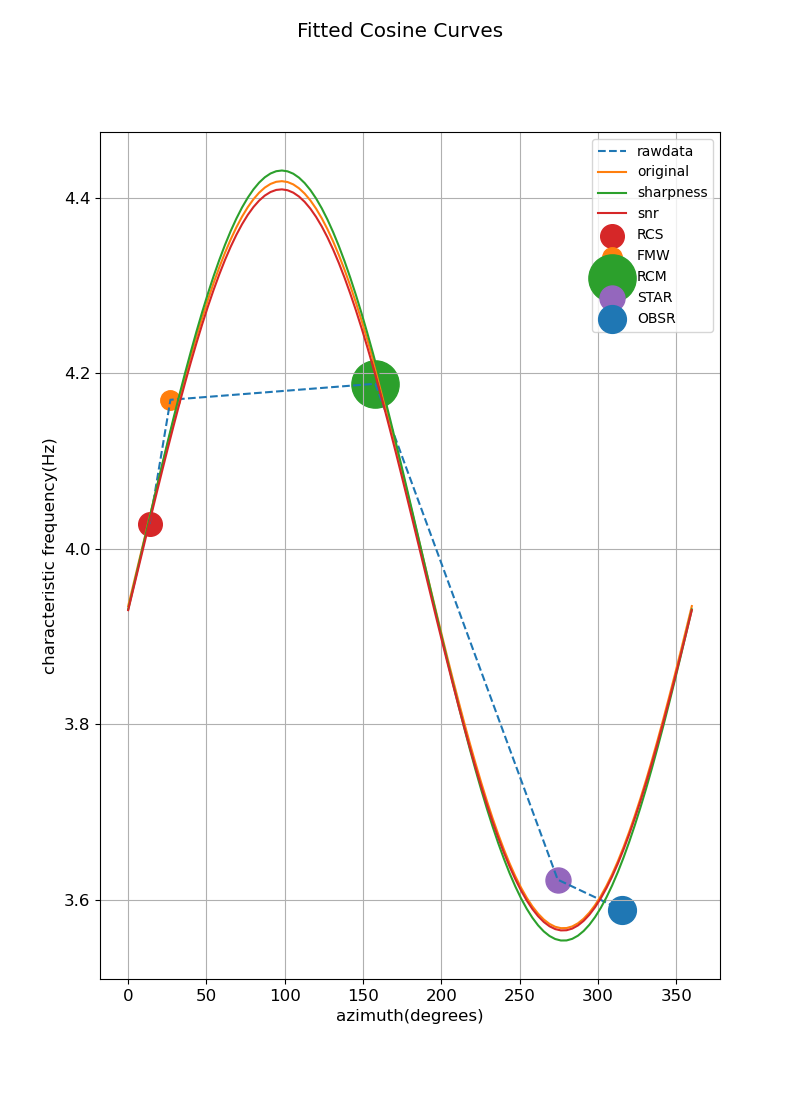 Fitted Cosine Curves
rawdata
original
sharpness
snr
RCS
FMW
RCM
STAR
OBSR
4.4
4.2
4.0
3.8
3.6
characteristic frequency(Hz)
0 50 100 150 200 250 300 350
azimuth(degrees)